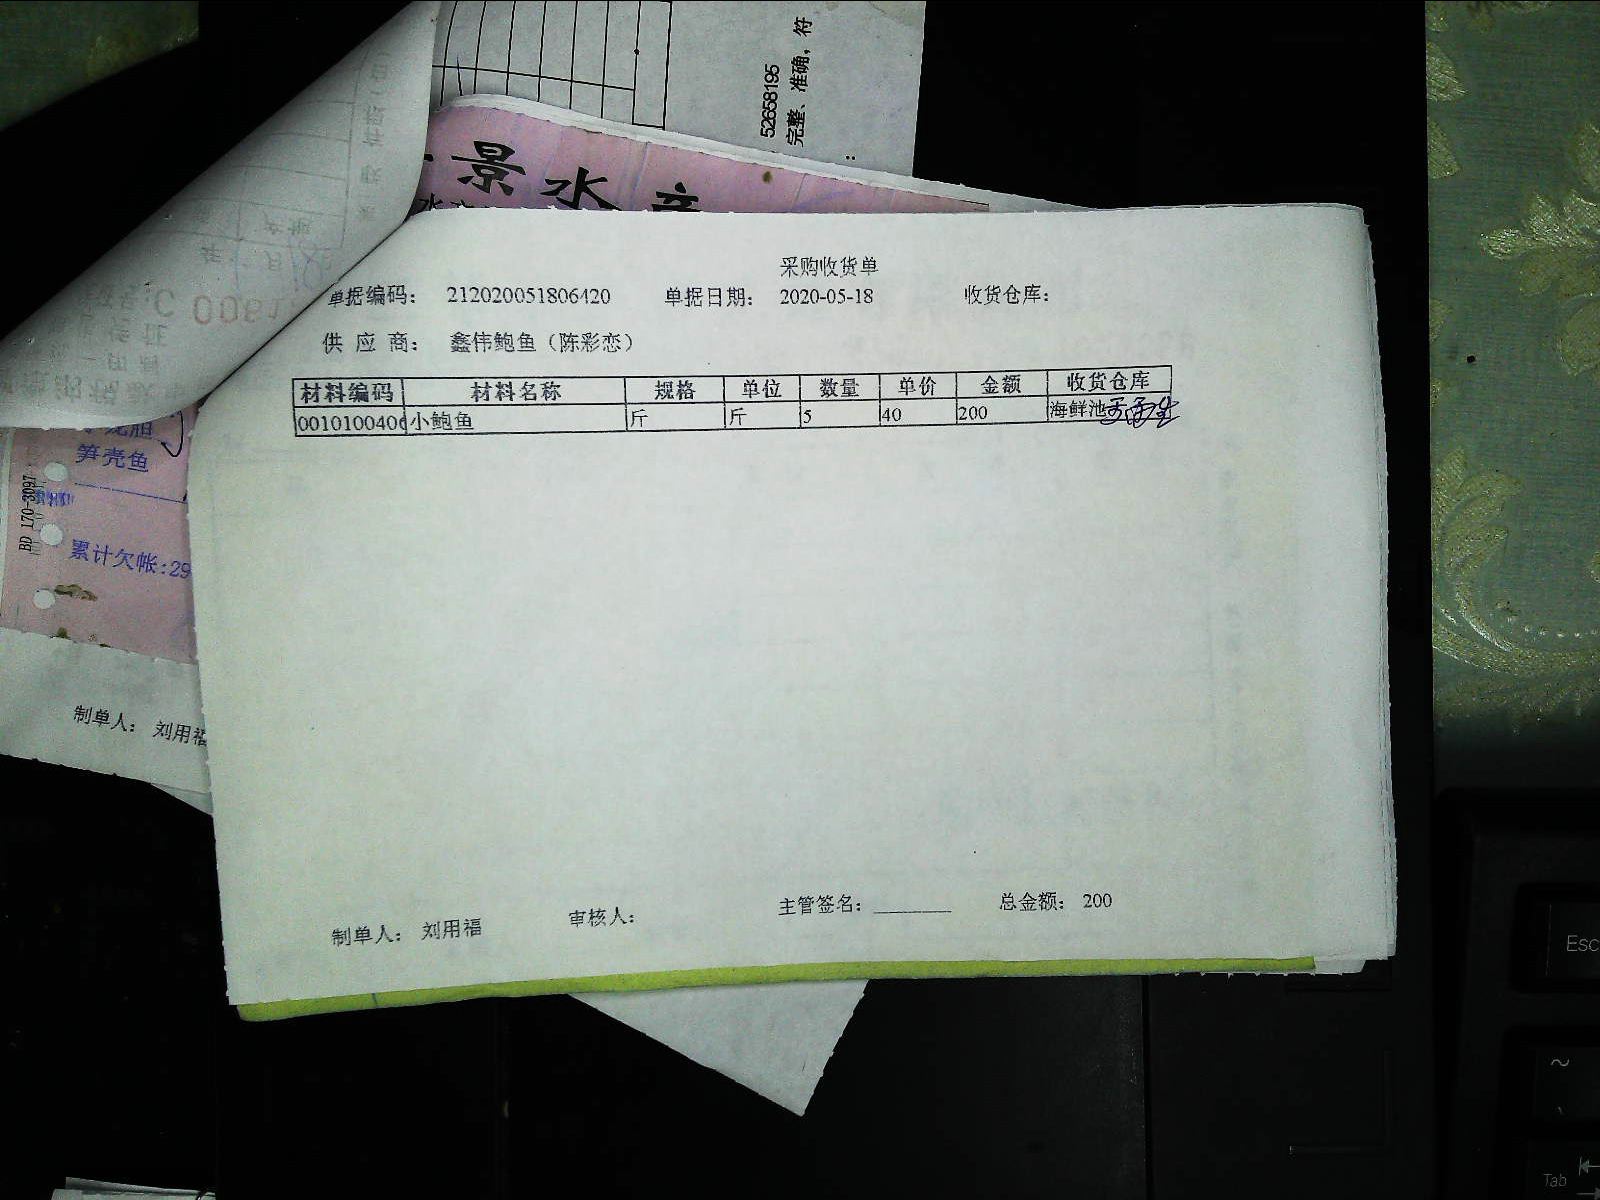 52658195
完整、准确，符
景水产
采购收货单
单据编码： 212020051806420 单据日期： 2020-05-18 收货仓库：
供 应 商： 鑫伟鲍鱼（陈彩恋）
材料编码 材料名称 规格 单位 数量 单价 金额 收货仓库
0010100406 小鲍鱼 斤 斤 5 40 200 海鲜池
笋壳鱼
BD 170-3097
累计欠帐:29
制单人： 刘用福
制单人： 刘用福 审核人： 主管签名： 总金额： 200
Esc
~
Tab